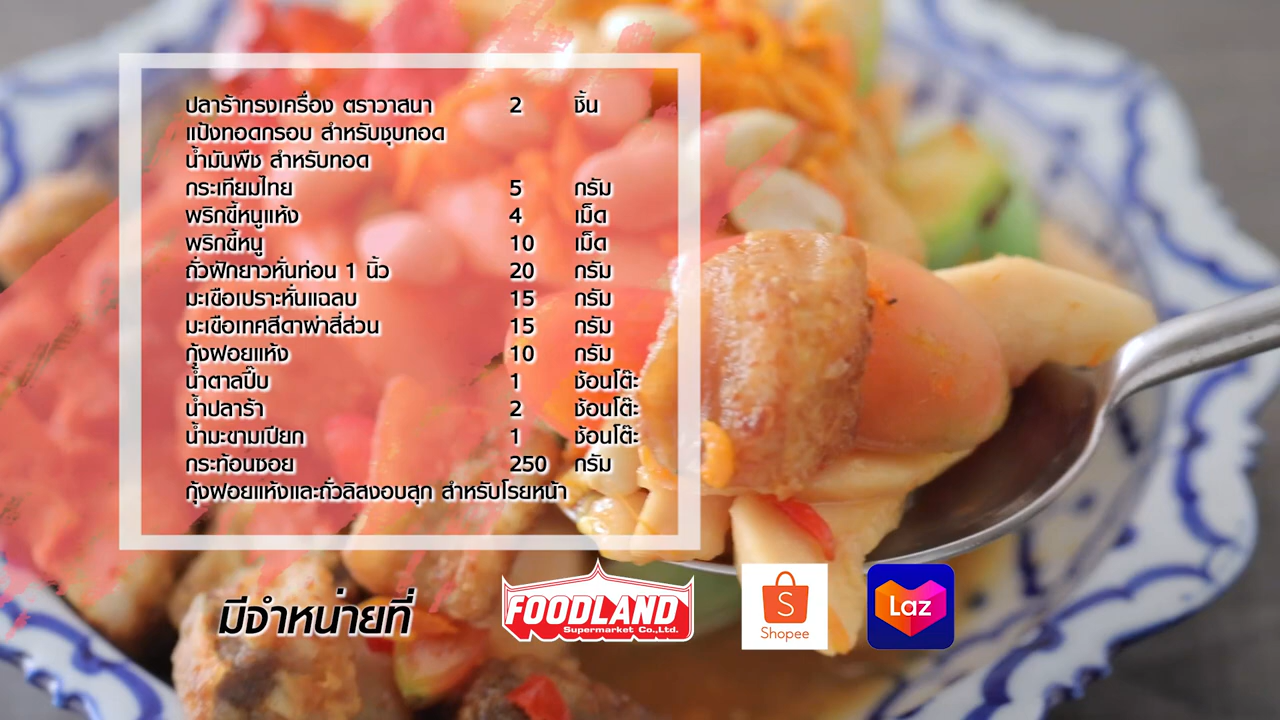 ปลาร้าทรงเครื่อง ตราวาสนา 2 ชิ้น
แป้งทอดกรอบ สำหรับชุบทอด
น้ำมันพืช สำหรับทอด
กระเทียมไทย 5 กรัม
พริกขี้หนูแห้ง 4 เม็ด
พริกขี้หนู 10 เม็ด
ถั่วฝักยาวหั่นท่อน 1 นิ้ว 20 กรัม
มะเขือเปราะหั่นแฉลบ 15 กรัม
มะเขือเทศสีดาผ่าสี่ส่วน 15 กรัม
กุ้งฝอยแห้ง 10 กรัม
น้ำตาลปี๊บ 1 ช้อนโต๊ะ
น้ำปลาร้า 2 ช้อนโต๊ะ
น้ำมะขามเปียก 1 ช้อนโต๊ะ
กระท้อนซอย 250 กรัม
กุ้งฝอยแห้งและถั่วลิสงอบสุก สำหรับโรยหน้า
มีจำหน่ายที่
FOODLAND
Supermarket Co.,Ltd.
S
Shopee
Laz